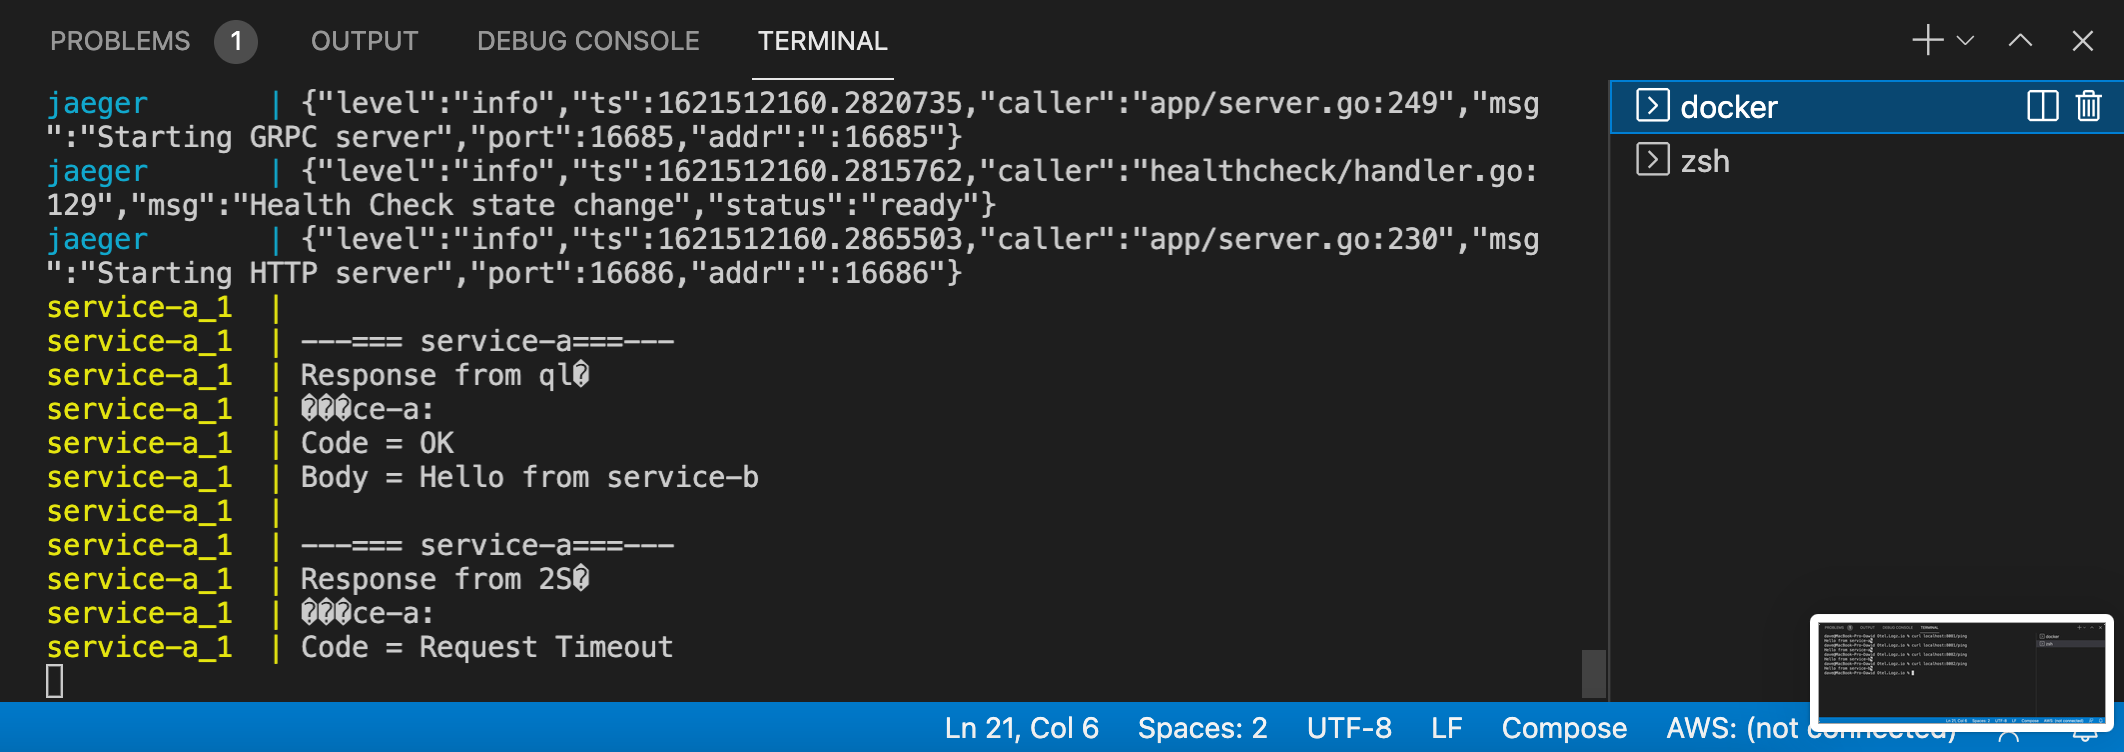 PROBLEMS 1 OUTPUT DEBUG CONSOLE TERMINAL
jaeger | {"level":"info","ts":1621512160.2820735,"caller":"app/server.go:249","msg
":"Starting GRPC server","port":16685,"addr":":16685"}
jaeger | {"level":"info","ts":1621512160.2815762,"caller":"healthcheck/handler.go:
129","msg":"Health Check state change","status":"ready"}
jaeger | {"level":"info","ts":1621512160.2865503,"caller":"app/server.go:230","msg
":"Starting HTTP server","port":16686,"addr":":16686"}
service-a_1 |
service-a_1 | ---=== service-a===---
service-a_1 | Response from ql�
service-a_1 | ���ce-a:
service-a_1 | Code = OK
service-a_1 | Body = Hello from service-b
service-a_1 |
service-a_1 | ---=== service-a===---
service-a_1 | Response from 2S�
service-a_1 | ���ce-a:
service-a_1 | Code = Request Timeout
docker
zsh
Ln 21, Col 6 Spaces: 2 UTF-8 LF Compose AWS: (not connected)